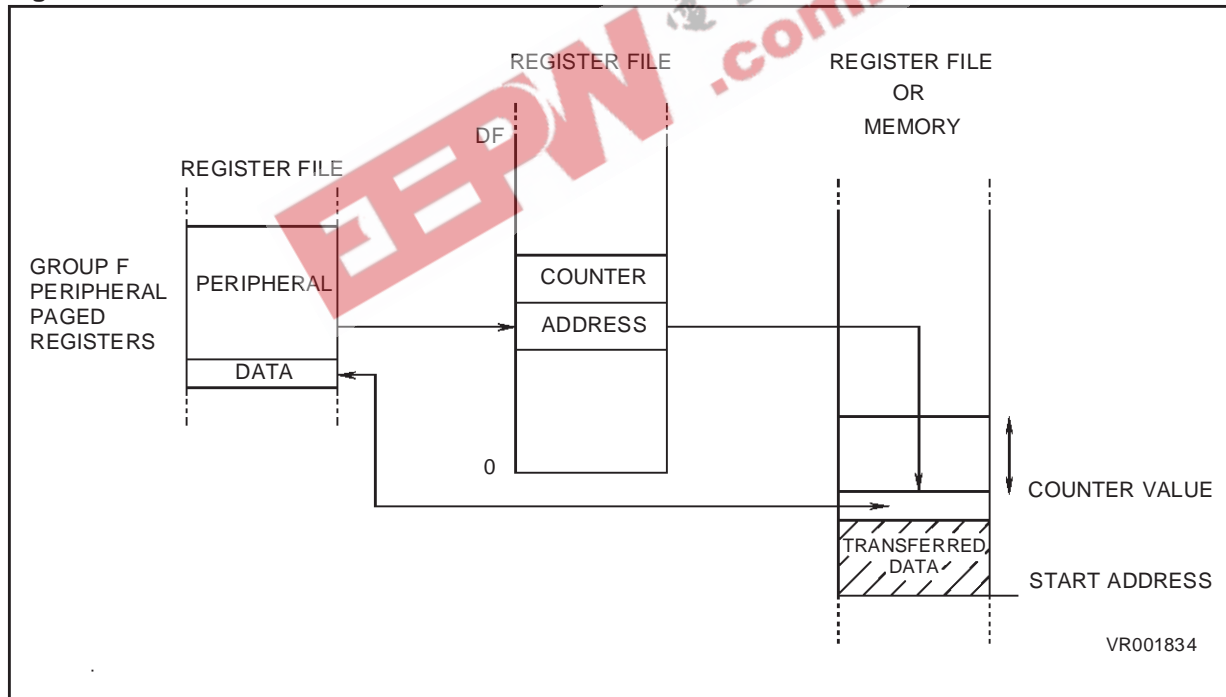 REGISTER FILE
REGISTER FILE
OR
MEMORY
DF
REGISTER FILE
GROUP F
PERIPHERAL
PAGED
REGISTERS
PERIPHERAL
COUNTER
ADDRESS
DATA
0
COUNTER VALUE
TRANSFERRED
DATA
START ADDRESS
VR001834
EEPW
.com